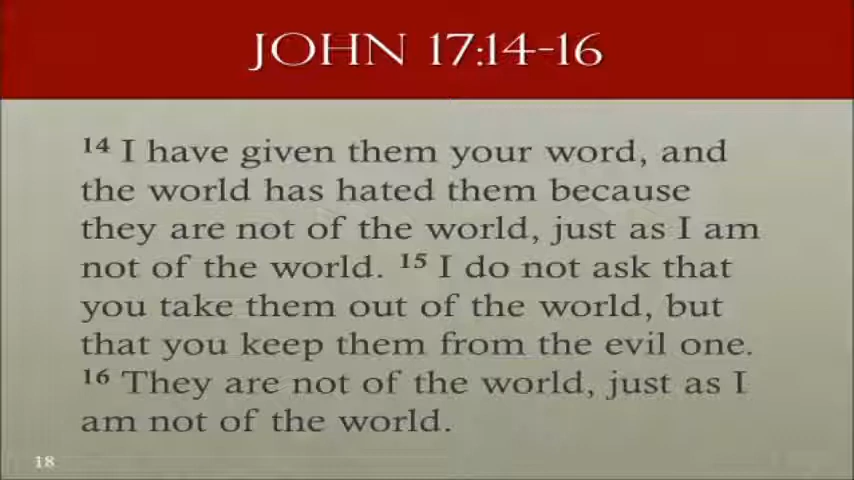 JOHN 17:14-16
14 I have given them your word, and
the world has hated them because
they are not of the world, just as I am
not of the world. 15 I do not ask that
you take them out of the world, but
that you keep them from the evil one.
16 They are not of the world, just as I
am not of the world.
18